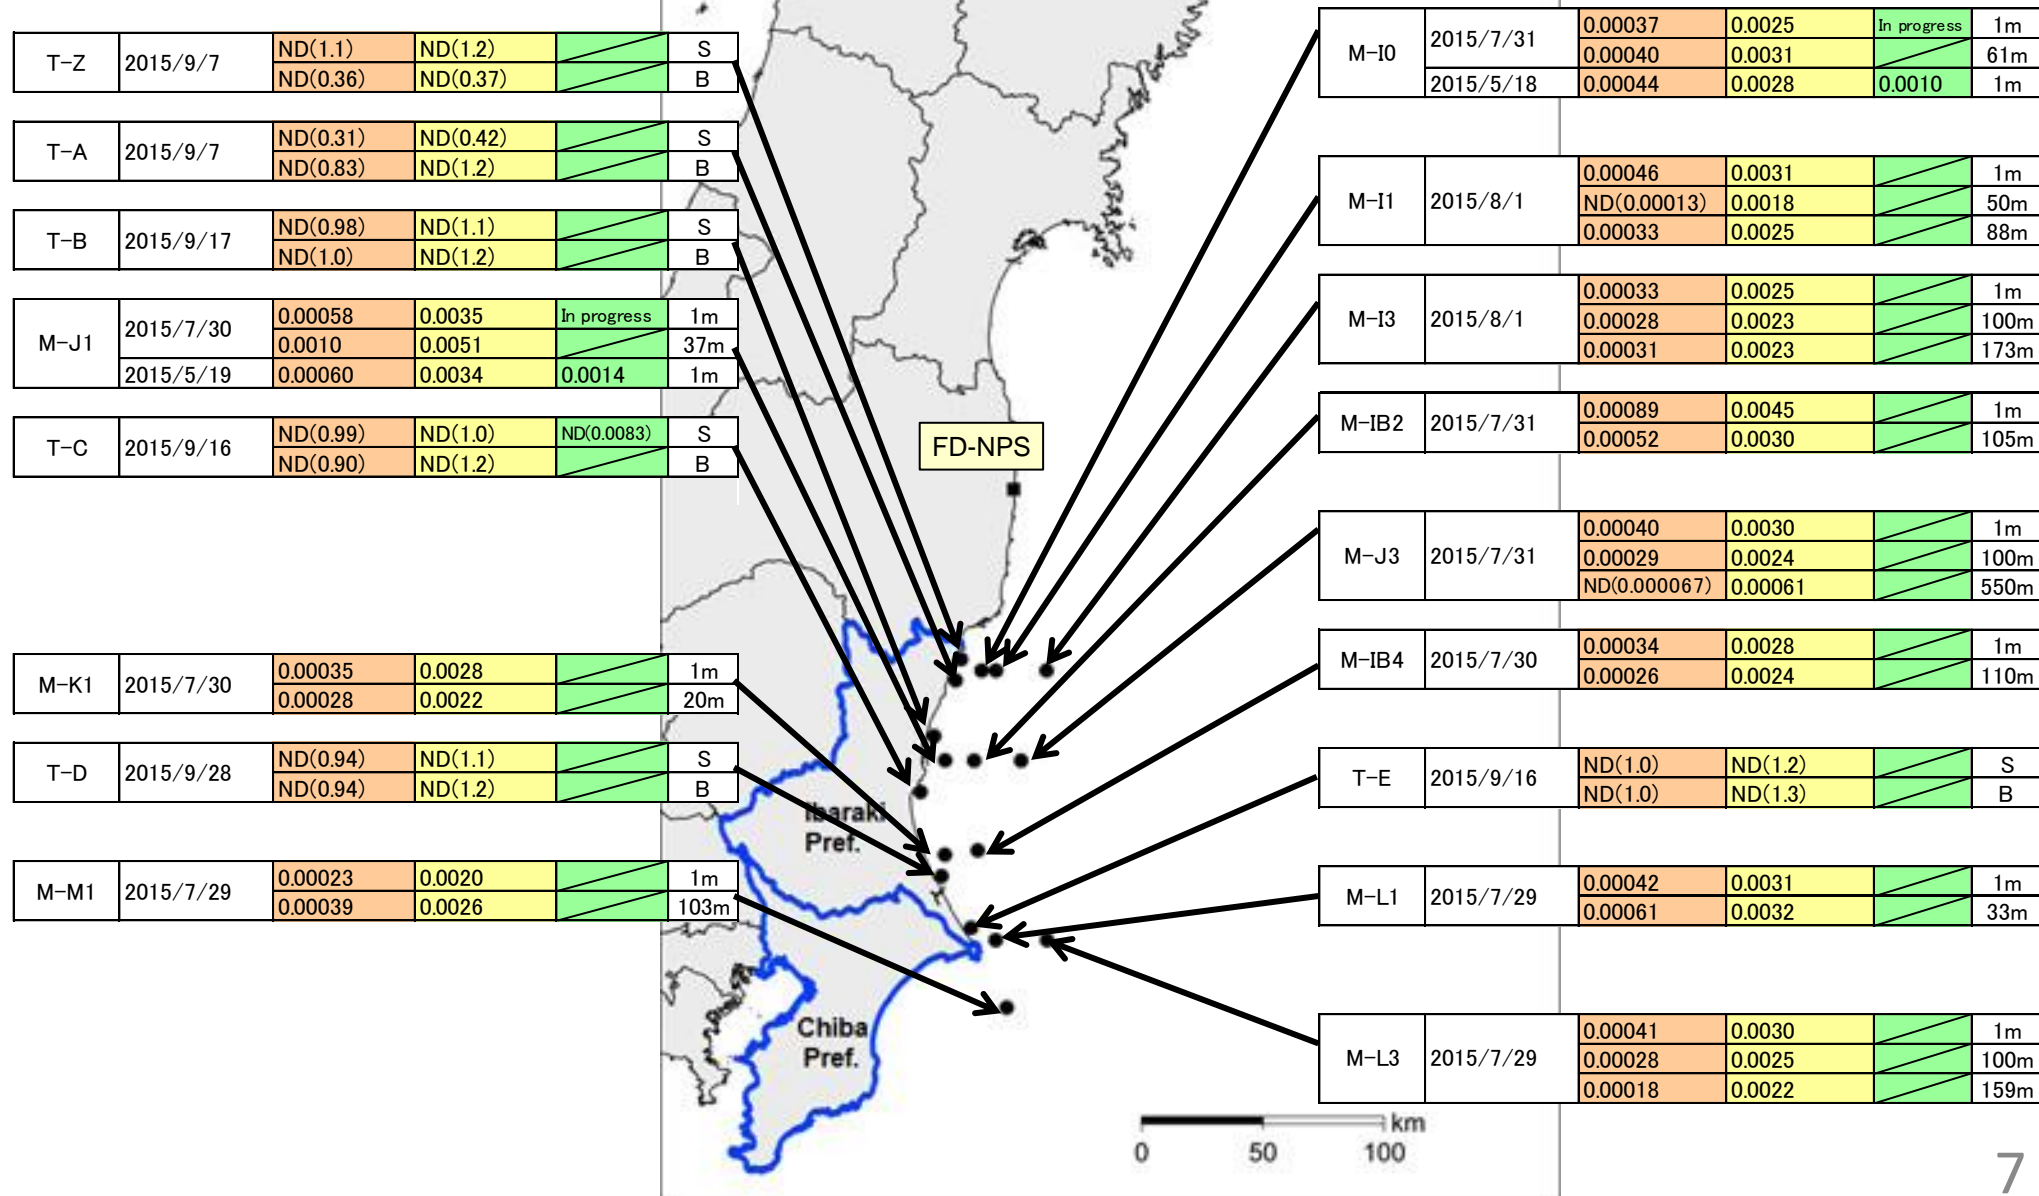 T-Z 2015/9/7 ND(1.1) ND(1.2) S
ND(0.36) ND(0.37) B
T-A 2015/9/7 ND(0.31) ND(0.42) S
ND(0.83) ND(1.2) B
T-B 2015/9/17 ND(0.98) ND(1.1) S
ND(1.0) ND(1.2) B
M-J1 2015/7/30 0.00058 0.0035 In progress 1m
0.0010 0.0051 37m
2015/5/19 0.00060 0.0034 0.0014 1m
T-C 2015/9/16 ND(0.99) ND(1.0) ND(0.0083) S
ND(0.90) ND(1.2) B
M-K1 2015/7/30 0.00035 0.0028 1m
0.00028 0.0022 20m
T-D 2015/9/28 ND(0.94) ND(1.1) S
ND(0.94) ND(1.2) B
M-M1 2015/7/29 0.00023 0.0020 1m
0.00039 0.0026 103m
FD-NPS
Ibaraki
Pref.
Chiba
Pref.
km
0 50 100
M-I0 2015/7/31 0.00037 0.0025 In progress 1m
0.00040 0.0031 61m
2015/5/18 0.00044 0.0028 0.0010 1m
M-I1 2015/8/1 0.00046 0.0031 1m
ND(0.00013) 0.0018 50m
0.00033 0.0025 88m
M-I3 2015/8/1 0.00033 0.0025 1m
0.00028 0.0023 100m
0.00031 0.0023 173m
M-IB2 2015/7/31 0.00089 0.0045 1m
0.00052 0.0030 105m
M-J3 2015/7/31 0.00040 0.0030 1m
0.00029 0.0024 100m
ND(0.000067) 0.00061 550m
M-IB4 2015/7/30 0.00034 0.0028 1m
0.00026 0.0024 110m
T-E 2015/9/16 ND(1.0) ND(1.2) S
ND(1.0) ND(1.3) B
M-L1 2015/7/29 0.00042 0.0031 1m
0.00061 0.0032 33m
M-L3 2015/7/29 0.00041 0.0030 1m
0.00028 0.0025 100m
0.00018 0.0022 159m
7